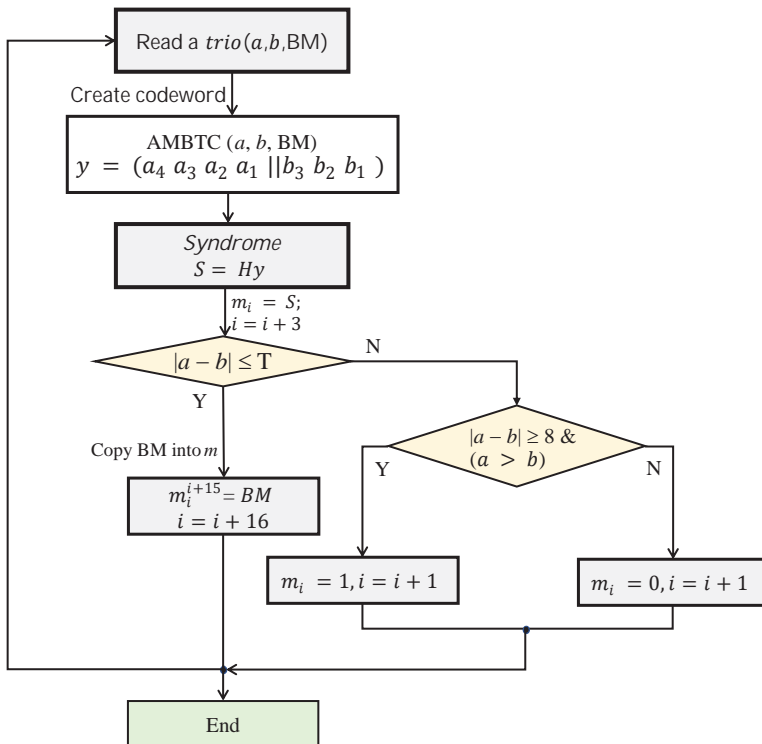 Read a trio(a,b,BM)
Create codeword
AMBTC (a, b, BM)
y = (a₄ a₃ a₂ a₁ ||b₃ b₂ b₁ )
Syndrome
S = Hy
mᵢ = S;
i = i + 3
|a − b| ≤ T
N
Y
|a − b| ≥ 8 &
(a > b)
Y
N
Copy BM into m
mᵢⁱ⁺¹⁵= BM
i = i + 16
mᵢ = 1, i = i + 1
mᵢ = 0, i = i + 1
End